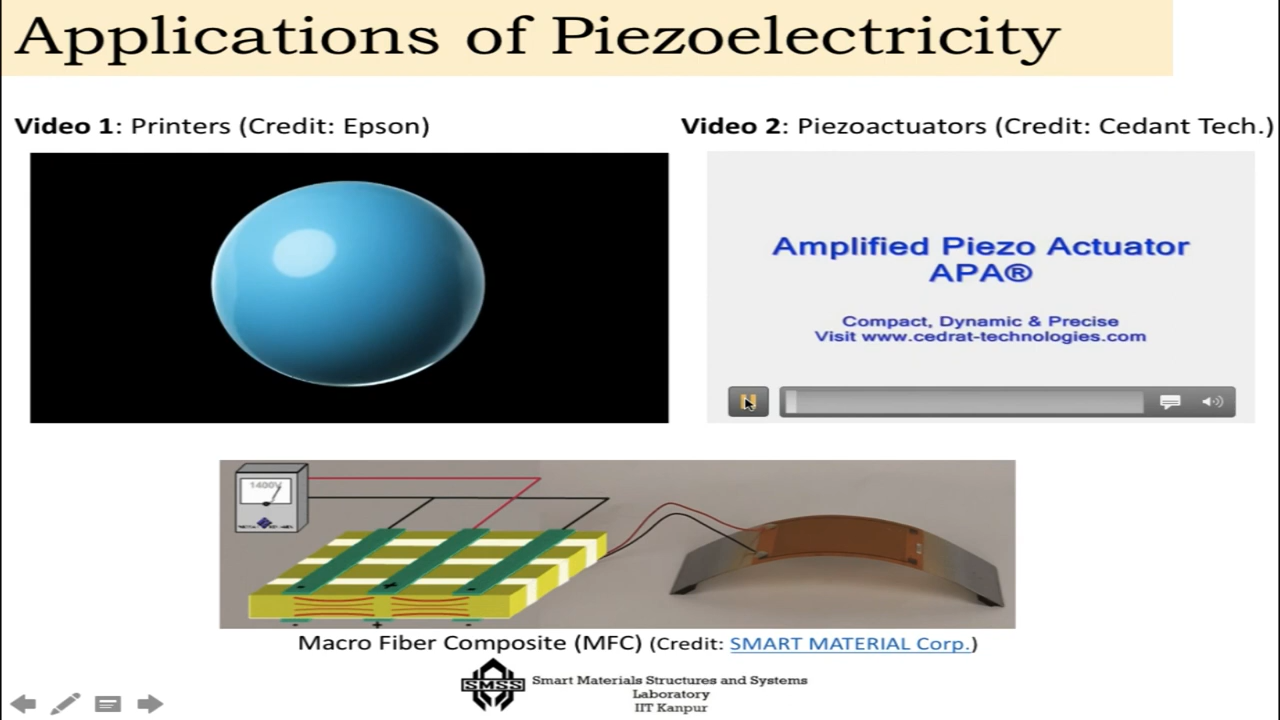 Applications of Piezoelectricity
Video 1: Printers (Credit: Epson)
Video 2: Piezoactuators (Credit: Cedant Tech.)
Amplified Piezo Actuator
APA®
Compact, Dynamic & Precise
Visit www.cedrat-technologies.com
1400V
- + -
Macro Fiber Composite (MFC) (Credit: SMART MATERIAL Corp.)
SMSS
Smart Materials Structures and Systems
Laboratory
IIT Kanpur